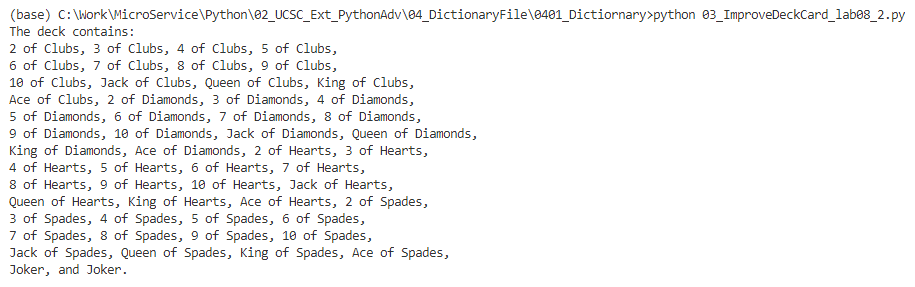 (base) C:\Work\MicroService\Python\02_UCSC_Ext_PythonAdv\04_DictionaryFile\0401_Dictiornary>python 03_ImproveDeckCard_lab08_2.py
The deck contains:
2 of Clubs, 3 of Clubs, 4 of Clubs, 5 of Clubs,
6 of Clubs, 7 of Clubs, 8 of Clubs, 9 of Clubs,
10 of Clubs, Jack of Clubs, Queen of Clubs, King of Clubs,
Ace of Clubs, 2 of Diamonds, 3 of Diamonds, 4 of Diamonds,
5 of Diamonds, 6 of Diamonds, 7 of Diamonds, 8 of Diamonds,
9 of Diamonds, 10 of Diamonds, Jack of Diamonds, Queen of Diamonds,
King of Diamonds, Ace of Diamonds, 2 of Hearts, 3 of Hearts,
4 of Hearts, 5 of Hearts, 6 of Hearts, 7 of Hearts,
8 of Hearts, 9 of Hearts, 10 of Hearts, Jack of Hearts,
Queen of Hearts, King of Hearts, Ace of Hearts, 2 of Spades,
3 of Spades, 4 of Spades, 5 of Spades, 6 of Spades,
7 of Spades, 8 of Spades, 9 of Spades, 10 of Spades,
Jack of Spades, Queen of Spades, King of Spades, Ace of Spades,
Joker, and Joker.